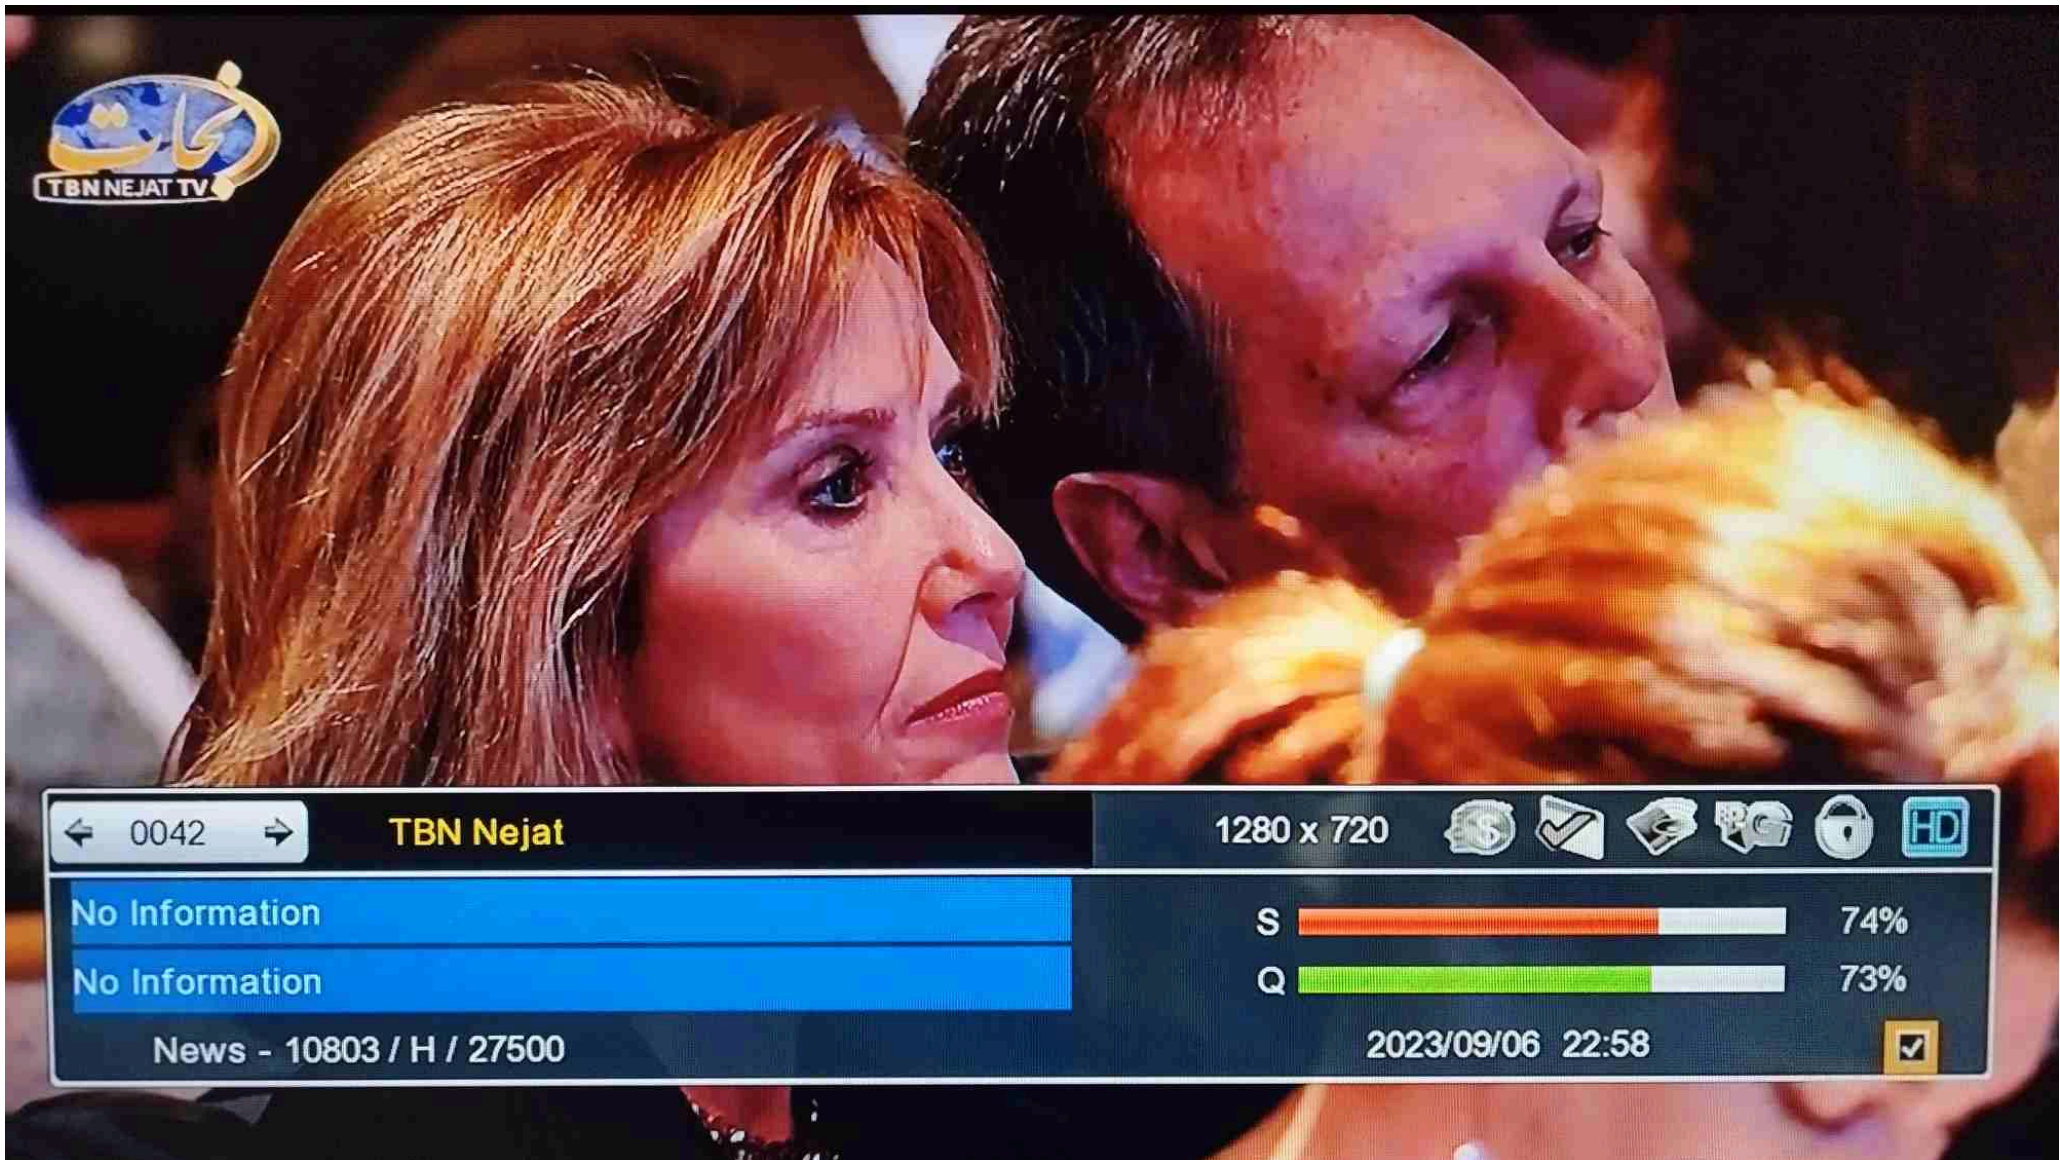 نجات
TBN NEJAT TV
0042
TBN Nejat
1280 x 720
HD
No Information
S 74%
No Information
Q 73%
News - 10803 / H / 27500
2023/09/06 22:58